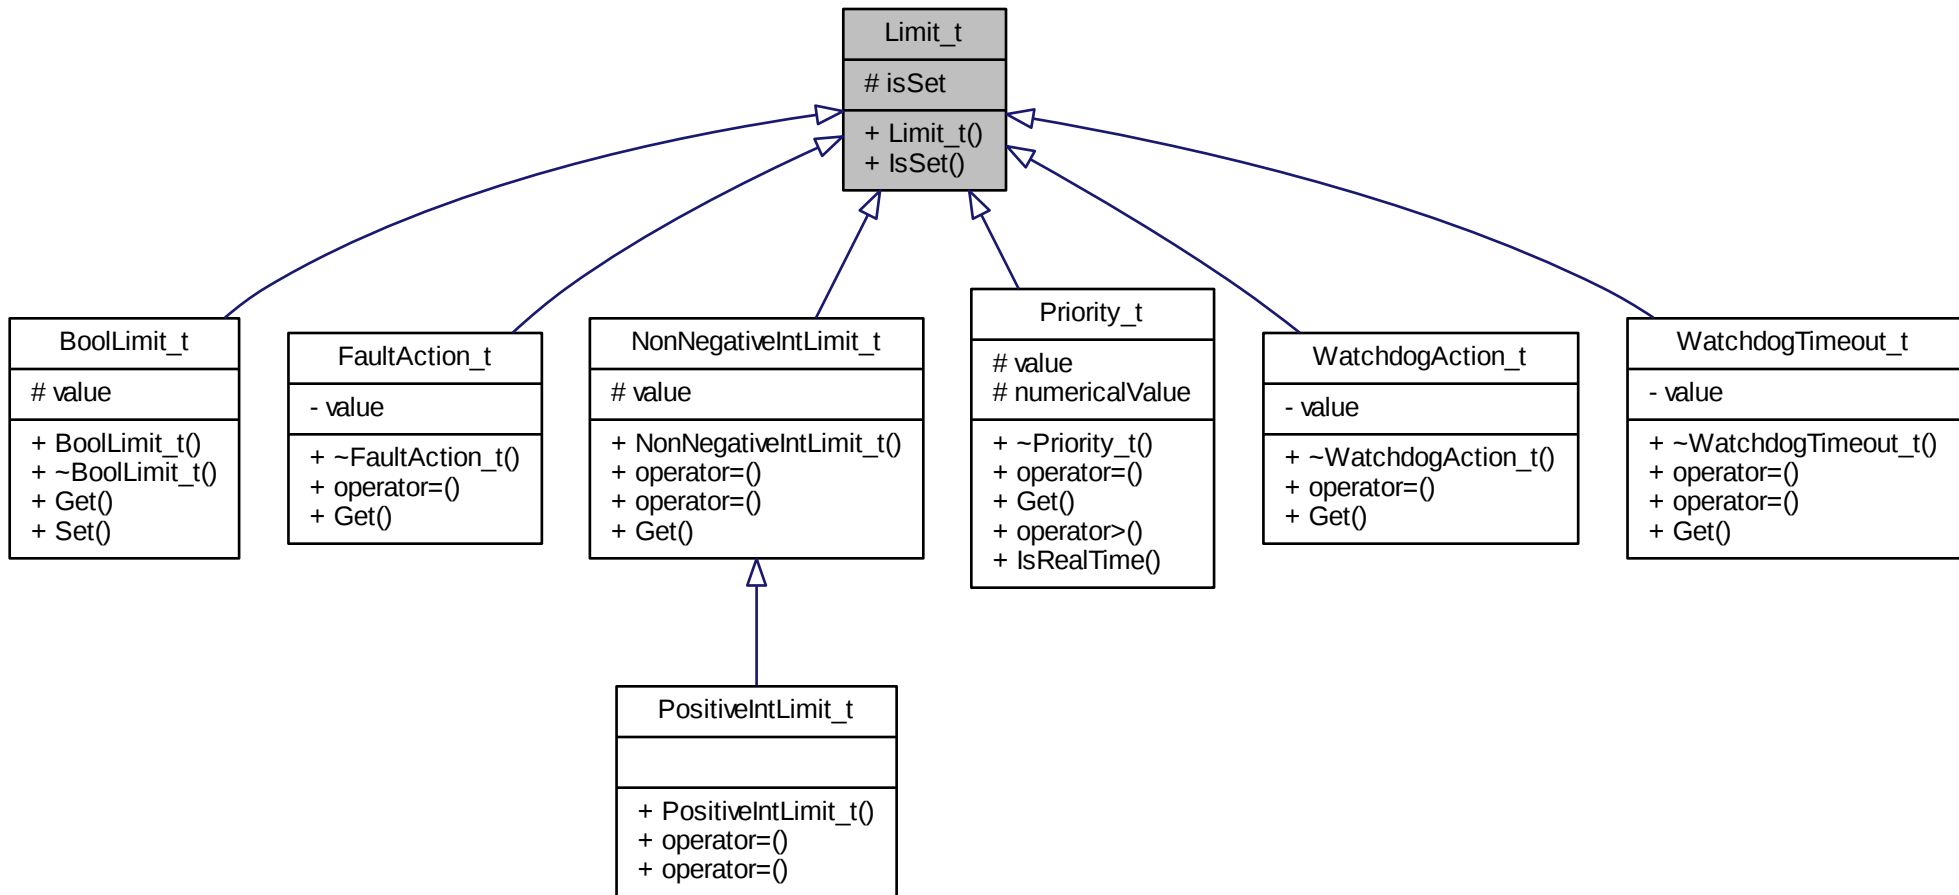 Limit_t
# isSet
+ Limit_t()
+ IsSet()
BoolLimit_t
# value
+ BoolLimit_t()
+ ~BoolLimit_t()
+ Get()
+ Set()
FaultAction_t
- value
+ ~FaultAction_t()
+ operator=()
+ Get()
NonNegativeIntLimit_t
# value
+ NonNegativeIntLimit_t()
+ operator=()
+ operator=()
+ Get()
Priority_t
# value
# numericalValue
+ ~Priority_t()
+ operator=()
+ Get()
+ operator>()
+ IsRealTime()
WatchdogAction_t
- value
+ ~WatchdogAction_t()
+ operator=()
+ Get()
WatchdogTimeout_t
- value
+ ~WatchdogTimeout_t()
+ operator=()
+ operator=()
+ Get()
PositiveIntLimit_t
+ PositiveIntLimit_t()
+ operator=()
+ operator=()